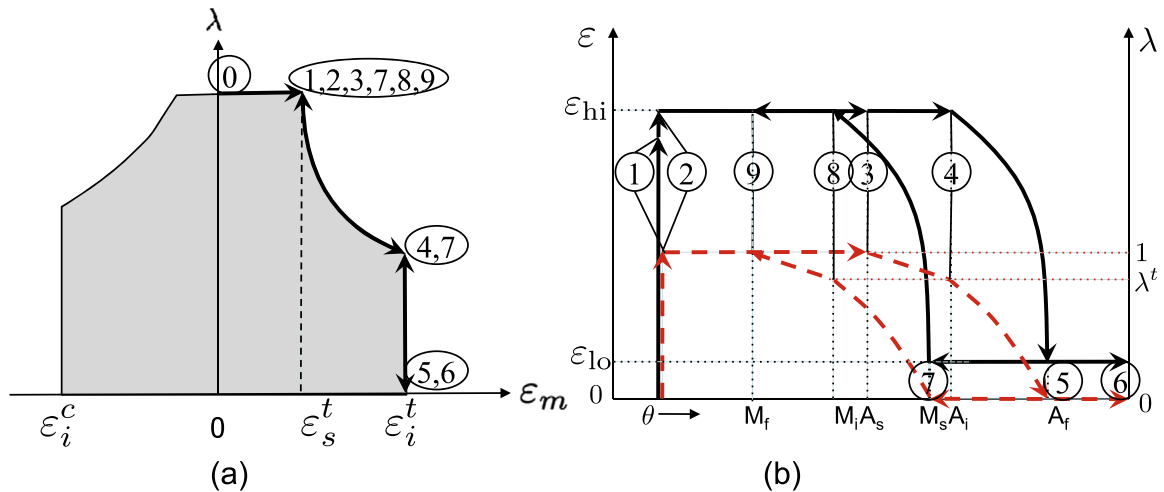 λ
0
1,2,3,7,8,9
4,7
5,6
ε_m
ε_i^c
0
ε_s^t
ε_i^t
(a)
ε
λ
ε_hi
1
2
9
8
3
4
1
λ^t
ε_lo
7
5
6
0
0
θ
M_f
M_i A_s
M_s A_i
A_f
(b)